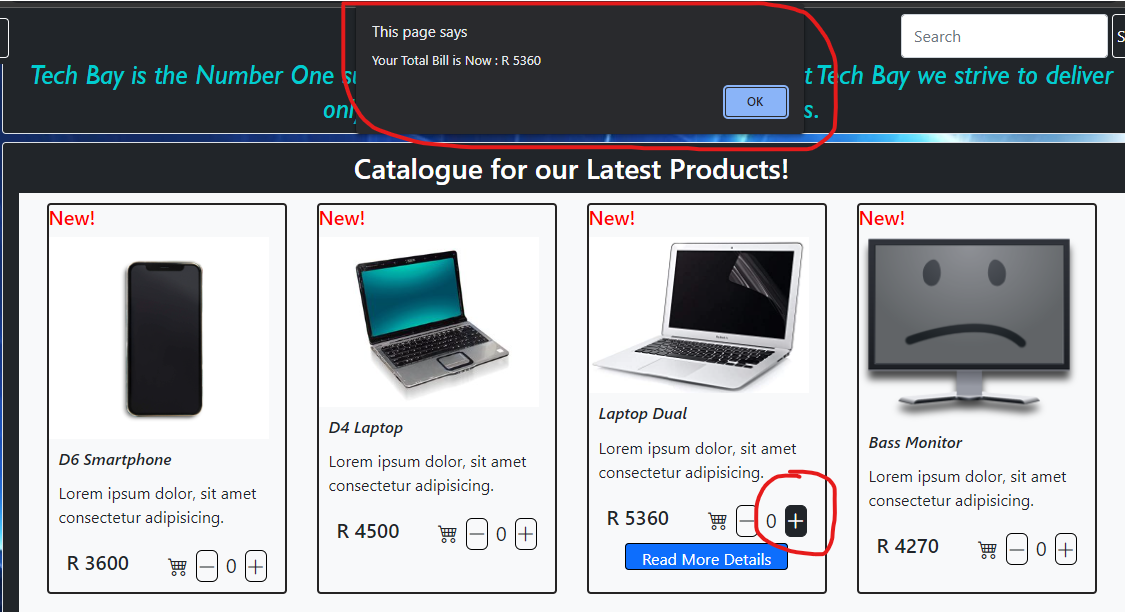 This page says
Your Total Bill is Now : R 5360
OK
Search
S
Tech Bay is the Number One su
t Tech Bay we strive to deliver
only
s.
Catalogue for our Latest Products!
New!
D6 Smartphone
Lorem ipsum dolor, sit amet
consectetur adipisicing.
R 3600
0
New!
D4 Laptop
Lorem ipsum dolor, sit amet
consectetur adipisicing.
R 4500
0
New!
Laptop Dual
Lorem ipsum dolor, sit amet
consectetur adipisicing.
R 5360
0
Read More Details
New!
Bass Monitor
Lorem ipsum dolor, sit amet
consectetur adipisicing.
R 4270
0